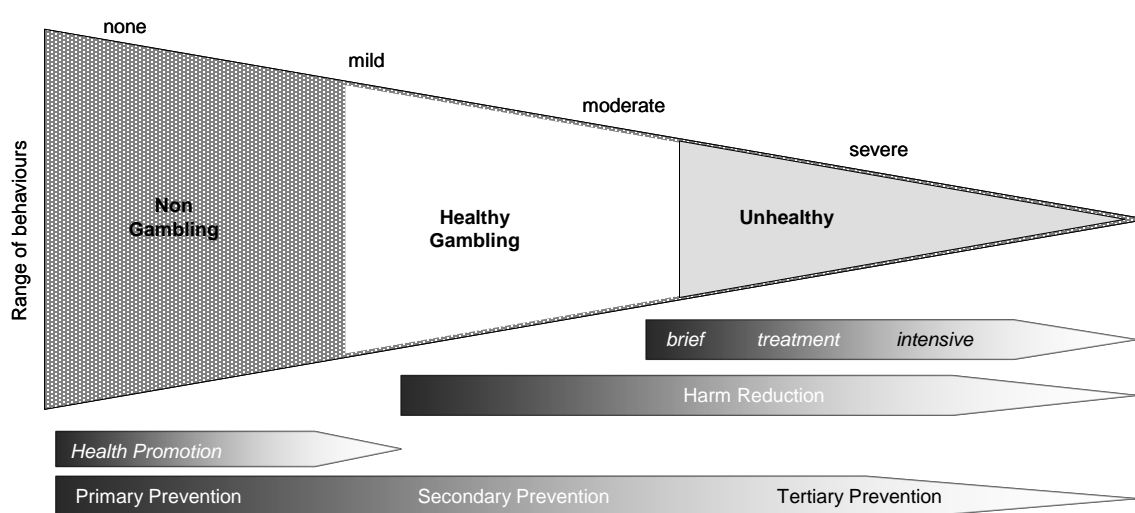 none
mild
moderate
severe
Range of behaviours
Non
Gambling
Healthy
Gambling
Unhealthy
brief treatment intensive
Harm Reduction
Health Promotion
Primary Prevention Secondary Prevention Tertiary Prevention